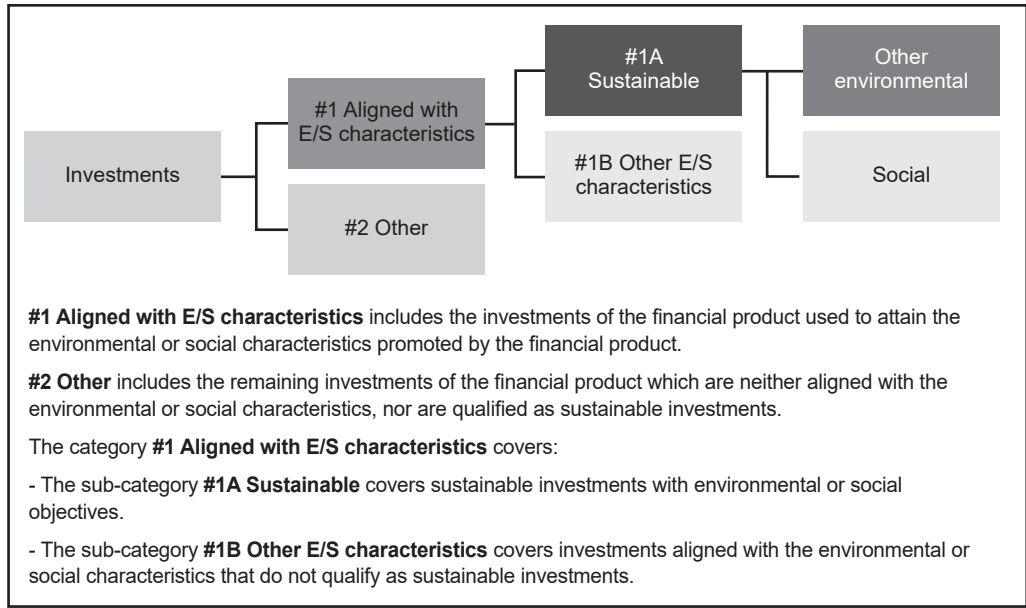 Investments
#1 Aligned with
E/S characteristics
#2 Other
#1A
Sustainable
#1B Other E/S
characteristics
Other
environmental
Social
#1 Aligned with E/S characteristics includes the investments of the financial product used to attain the
environmental or social characteristics promoted by the financial product.
#2 Other includes the remaining investments of the financial product which are neither aligned with the
environmental or social characteristics, nor are qualified as sustainable investments.
The category #1 Aligned with E/S characteristics covers:
- The sub-category #1A Sustainable covers sustainable investments with environmental or social
objectives.
- The sub-category #1B Other E/S characteristics covers investments aligned with the environmental or
social characteristics that do not qualify as sustainable investments.